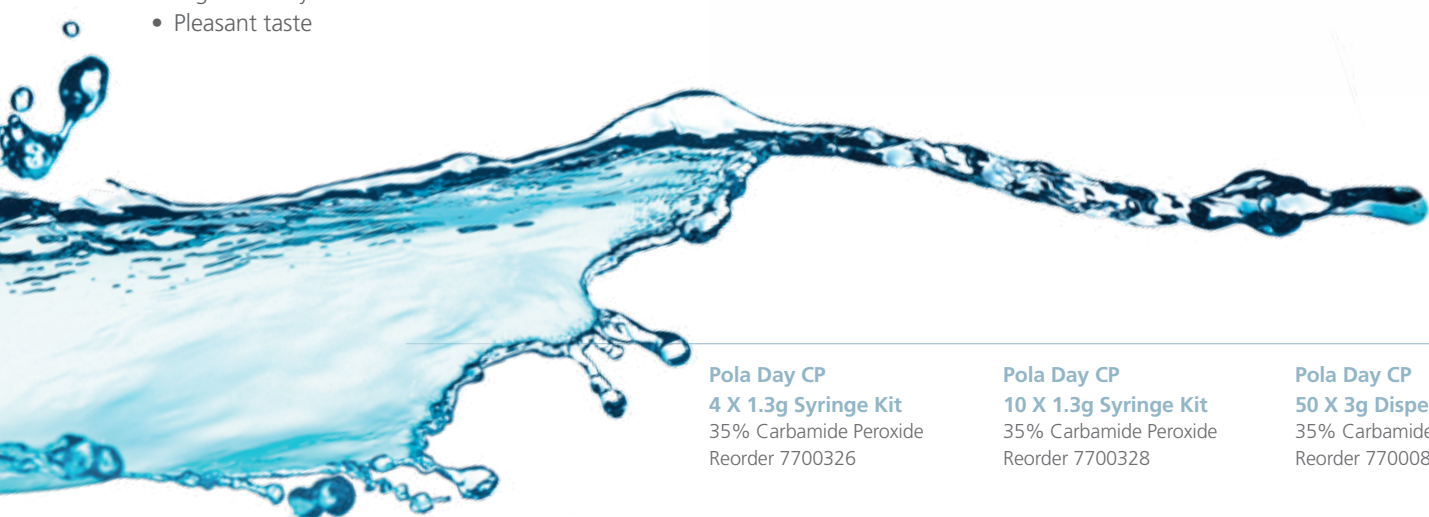 • Pleasant taste
Pola Day CP
4 X 1.3g Syringe Kit
35% Carbamide Peroxide
Reorder 7700326
Pola Day CP
10 X 1.3g Syringe Kit
35% Carbamide Peroxide
Reorder 7700328
Pola Day CP
50 X 3g Dispe
35% Carbamide
Reorder 770008